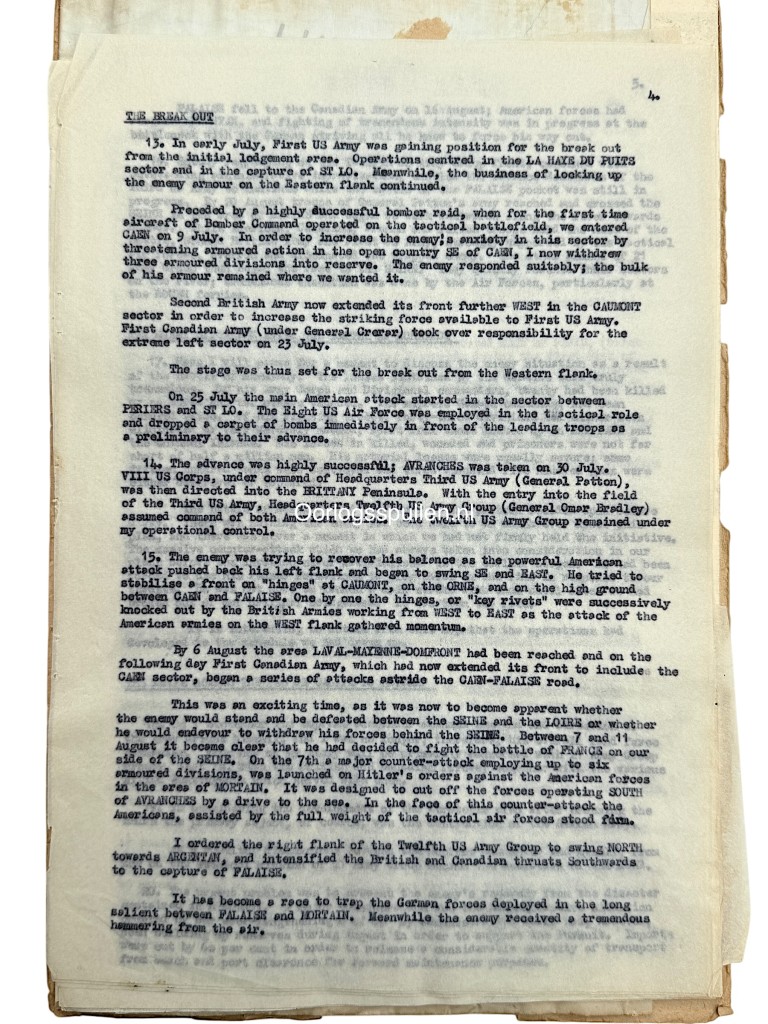 3.
4.
THE BREAK OUT
13. In early July, First US Army was gaining position for the break out
from the initial lodgement area. Operations centred in the LA HAYE DU PUITS
sector and in the capture of ST LO. Meanwhile, the business of locking up
the enemy armour on the Eastern flank continued.
Preceded by a highly successful bomber raid, when for the first time
aircraft of Bomber Command operated on the tactical battlefield, we entered
CAEN on 9 July. In order to increase the enemy's anxiety in this sector by
threatening armoured action in the open country SE of CAEN, I now withdrew
three armoured divisions into reserve. The enemy responded suitably; the bulk
of his armour remained where we wanted it.
Second British Army now extended its front further WEST in the CAUMONT
sector in order to increase the striking force available to First US Army.
First Canadian Army (under General Crerar) took over responsibility for the
extreme left sector on 23 July.
The stage was thus set for the break out from the Western flank.
On 25 July the main American attack started in the sector between
PERIERS and ST LO. The Eight US Air Force was employed in the tactical role
and dropped a carpet of bombs immediately in front of the leading troops as
a preliminary to their advance.
14. The advance was highly successful; AVRANCHES was taken on 30 July.
VIII US Corps, under command of Headquarters Third US Army (General Patton),
was then directed into the BRITTANY Peninsula. With the entry into the field
of the Third US Army, Headquarters Twelfth US Army Group (General Omar Bradley)
assumed command of both American The Twelfth US Army Group remained under
my operational control.
Oorlogsspullen.nl
15. The enemy was trying to recover his balance as the powerful American
attack pushed back his left flank and began to swing SE and EAST. He tried to
stabilise a front on "hinges" at CAUMONT, on the ORNE, and on the high ground
between CAEN and FALAISE. One by one the hinges, or "key rivets" were successively
knocked out by the British Armies working from WEST to EAST as the attack of the
American armies on the WEST flank gathered momentum.
By 6 August the area LAVAL-MAYENNE-DOMFRONT had been reached and on the
following day First Canadian Army, which had now extended its front to include the
CAEN sector, began a series of attacks astride the CAEN-FALAISE road.
This was an exciting time, as it was now to become apparent whether
the enemy would stand and be defeated between the SEINE and the LOIRE or whether
he would endevour to withdraw his forces behind the SEINE. Between 7 and 11
August it became clear that he had decided to fight the battle of FRANCE on our
side of the SEINE. On the 7th a major counter-attack employing up to six
armoured divisions, was launched on Hitler's orders against the American forces
in the area of MORTAIN. It was designed to cut off the forces operating SOUTH
of AVRANCHES by a drive to the sea. In the face of this counter-attack the
Americans, assisted by the full weight of the tactical air forces stood firm.
I ordered the right flank of the Twelfth US Army Group to swing NORTH
towards ARGENTAN, and intensified the British and Canadian thrusts Southwards
to the capture of FALAISE.
It has become a race to trap the German forces deployed in the long
salient between FALAISE and MORTAIN. Meanwhile the enemy received a tremendous
hammering from the air.